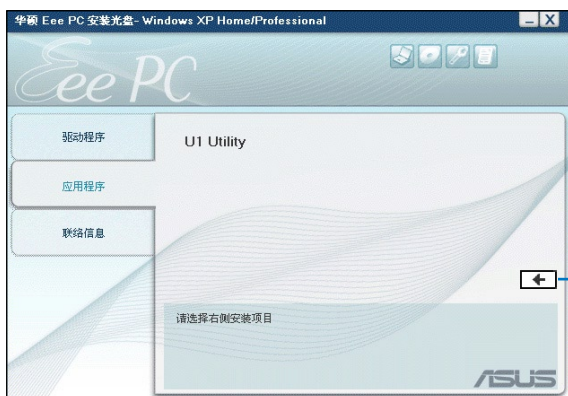 华硕 Eee PC 安装光盘- Windows XP Home/Professional
Eee PC
驱动程序
U1 Utility
应用程序
联络信息
请选择右侧安装项目
ASUS